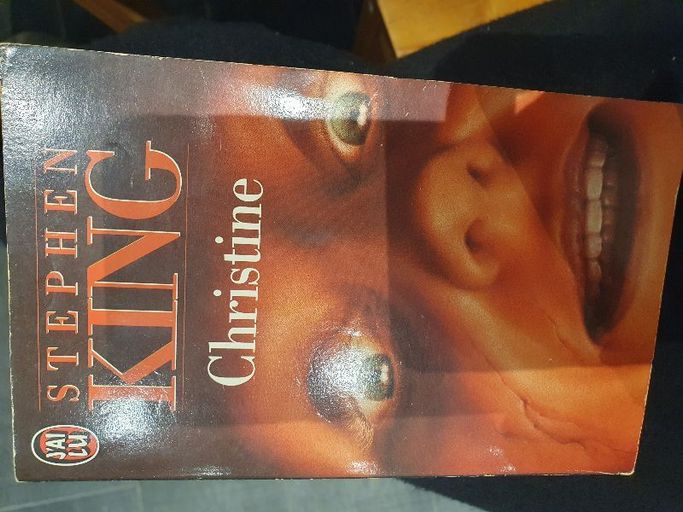 J'AI
LU
STEPHEN
KING
Christine